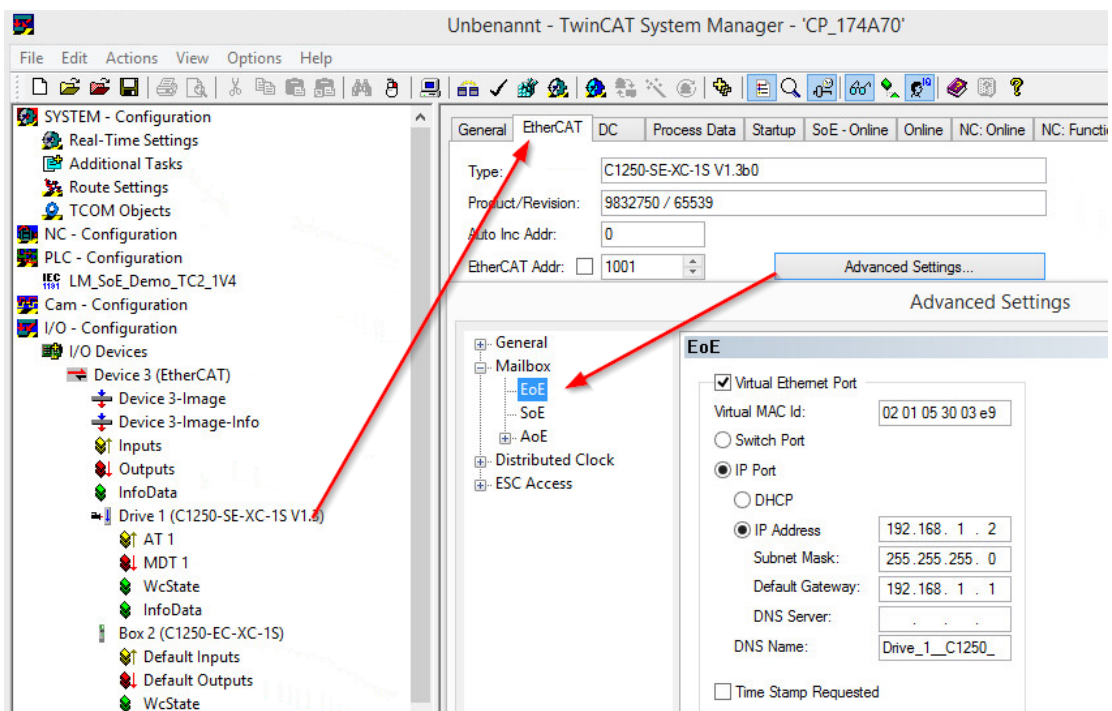 Unbenannt - TwinCAT System Manager - 'CP_174A70'
File Edit Actions View Options Help
SYSTEM - Configuration
Real-Time Settings
Additional Tasks
Route Settings
TCOM Objects
NC - Configuration
PLC - Configuration
IEC 1131 LM_SoE_Demo_TC2_1V4
Cam - Configuration
I/O - Configuration
I/O Devices
Device 3 (EtherCAT)
Device 3-Image
Device 3-Image-Info
Inputs
Outputs
InfoData
Drive 1 (C1250-SE-XC-1S V1.3)
AT 1
MDT 1
WcState
InfoData
Box 2 (C1250-EC-XC-1S)
Default Inputs
Default Outputs
WcState
General EtherCAT DC Process Data Startup SoE - Online Online NC: Online NC: Functi
Type: C1250-SE-XC-1S V1.3b0
Product/Revision: 9832750 / 65539
Auto Inc Addr: 0
EtherCAT Addr: 1001 Advanced Settings...
Advanced Settings
General
Mailbox
EoE
SoE
AoE
Distributed Clock
ESC Access
EoE
Virtual Ethernet Port
Virtual MAC Id: 02 01 05 30 03 e9
Switch Port
IP Port
DHCP
IP Address 192.168. 1 . 2
Subnet Mask: 255.255.255. 0
Default Gateway: 192.168. 1 . 1
DNS Server: . . .
DNS Name: Drive_1__C1250_
Time Stamp Requested